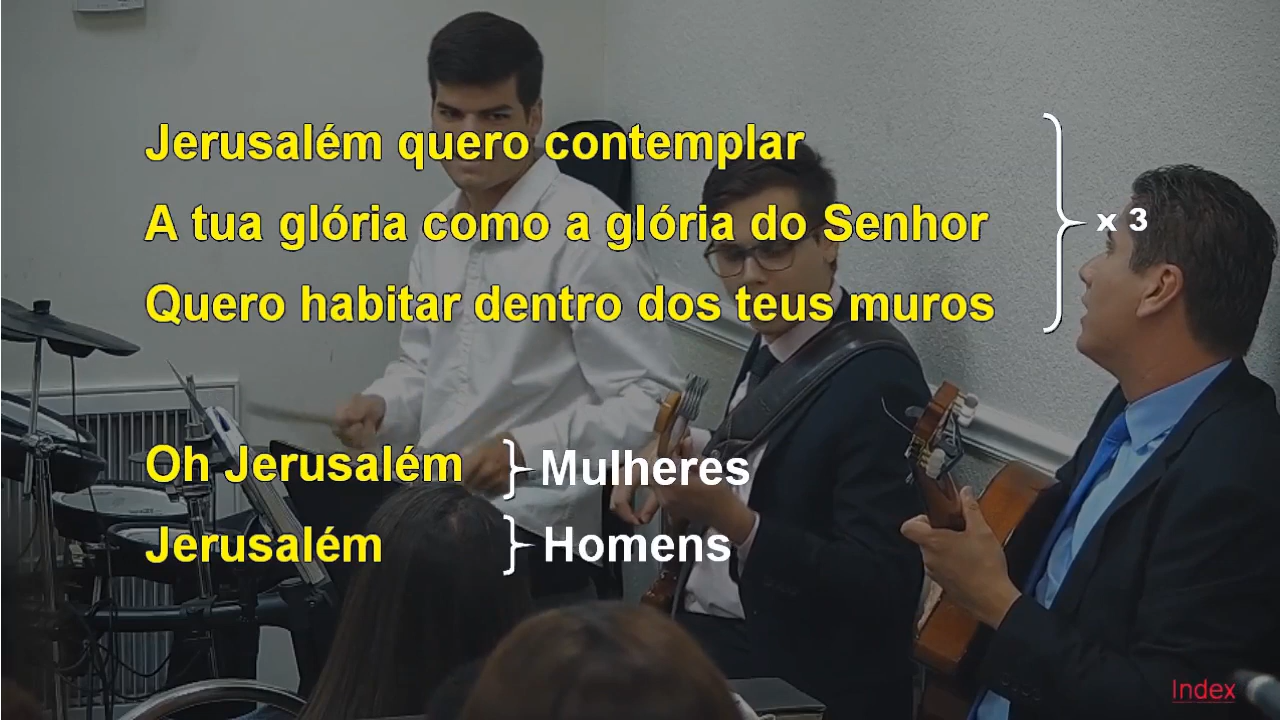 Jerusalém quero contemplar
A tua glória como a glória do Senhor
Quero habitar dentro dos teus muros
x 3
Oh Jerusalém Mulheres
Jerusalém Homens
Index